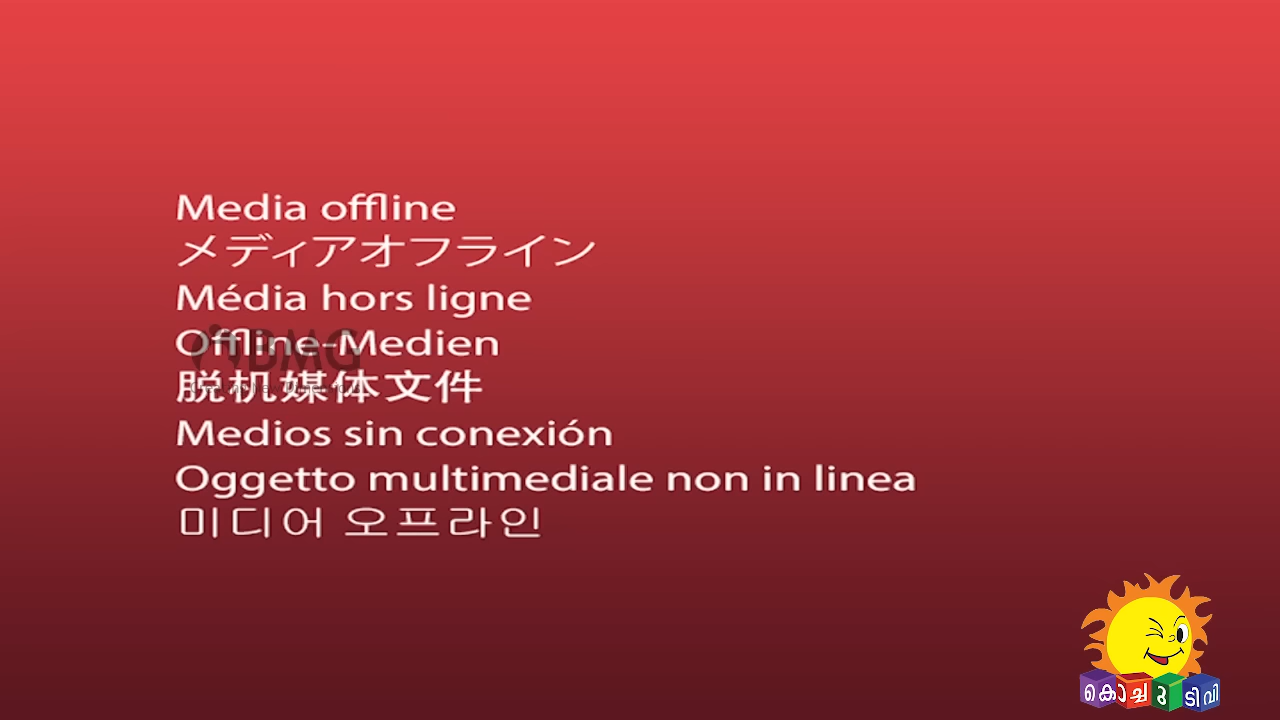 Media offline
メディアオフライン
Média hors ligne
Offline-Medien
BMG
脱机媒体文件
Medios sin conexión
Oggetto multimediale non in linea
미디어 오프라인
കൊച്ചു ടിവി